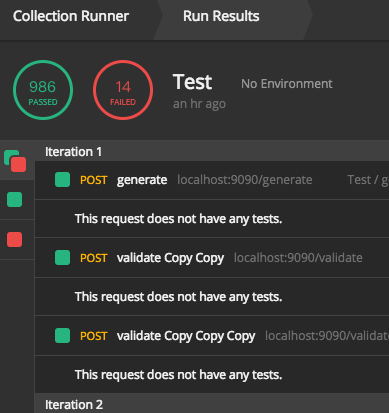 Collection Runner Run Results
986 PASSED
14 FAILED
Test No Environment
an hr ago
Iteration 1
POST generate localhost:9090/generate Test / g
This request does not have any tests.
POST validate Copy Copy localhost:9090/validate
This request does not have any tests.
POST validate Copy Copy Copy localhost:9090/validat
This request does not have any tests.
Iteration 2